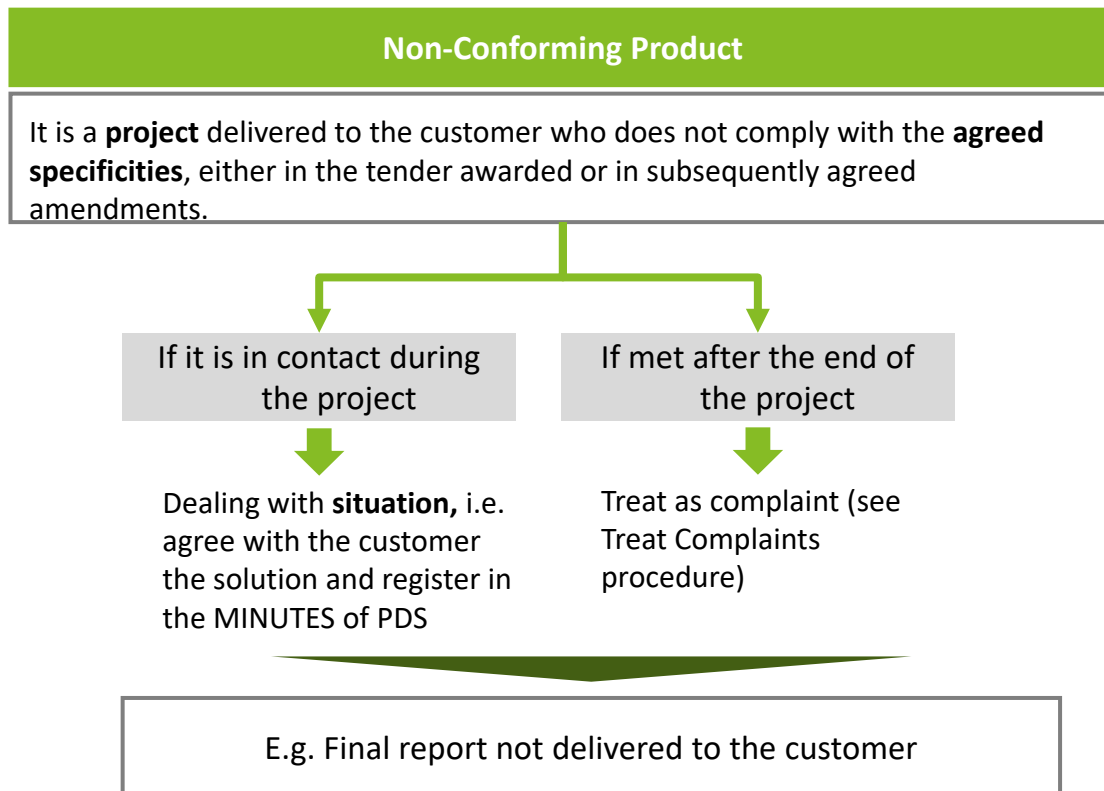 Non-Conforming Product
It is a project delivered to the customer who does not comply with the agreed
specificities, either in the tender awarded or in subsequently agreed
amendments.
If it is in contact during
the project
If met after the end of
the project
Dealing with situation, i.e.
agree with the customer
the solution and register in
the MINUTES of PDS
Treat as complaint (see
Treat Complaints
procedure)
E.g. Final report not delivered to the customer